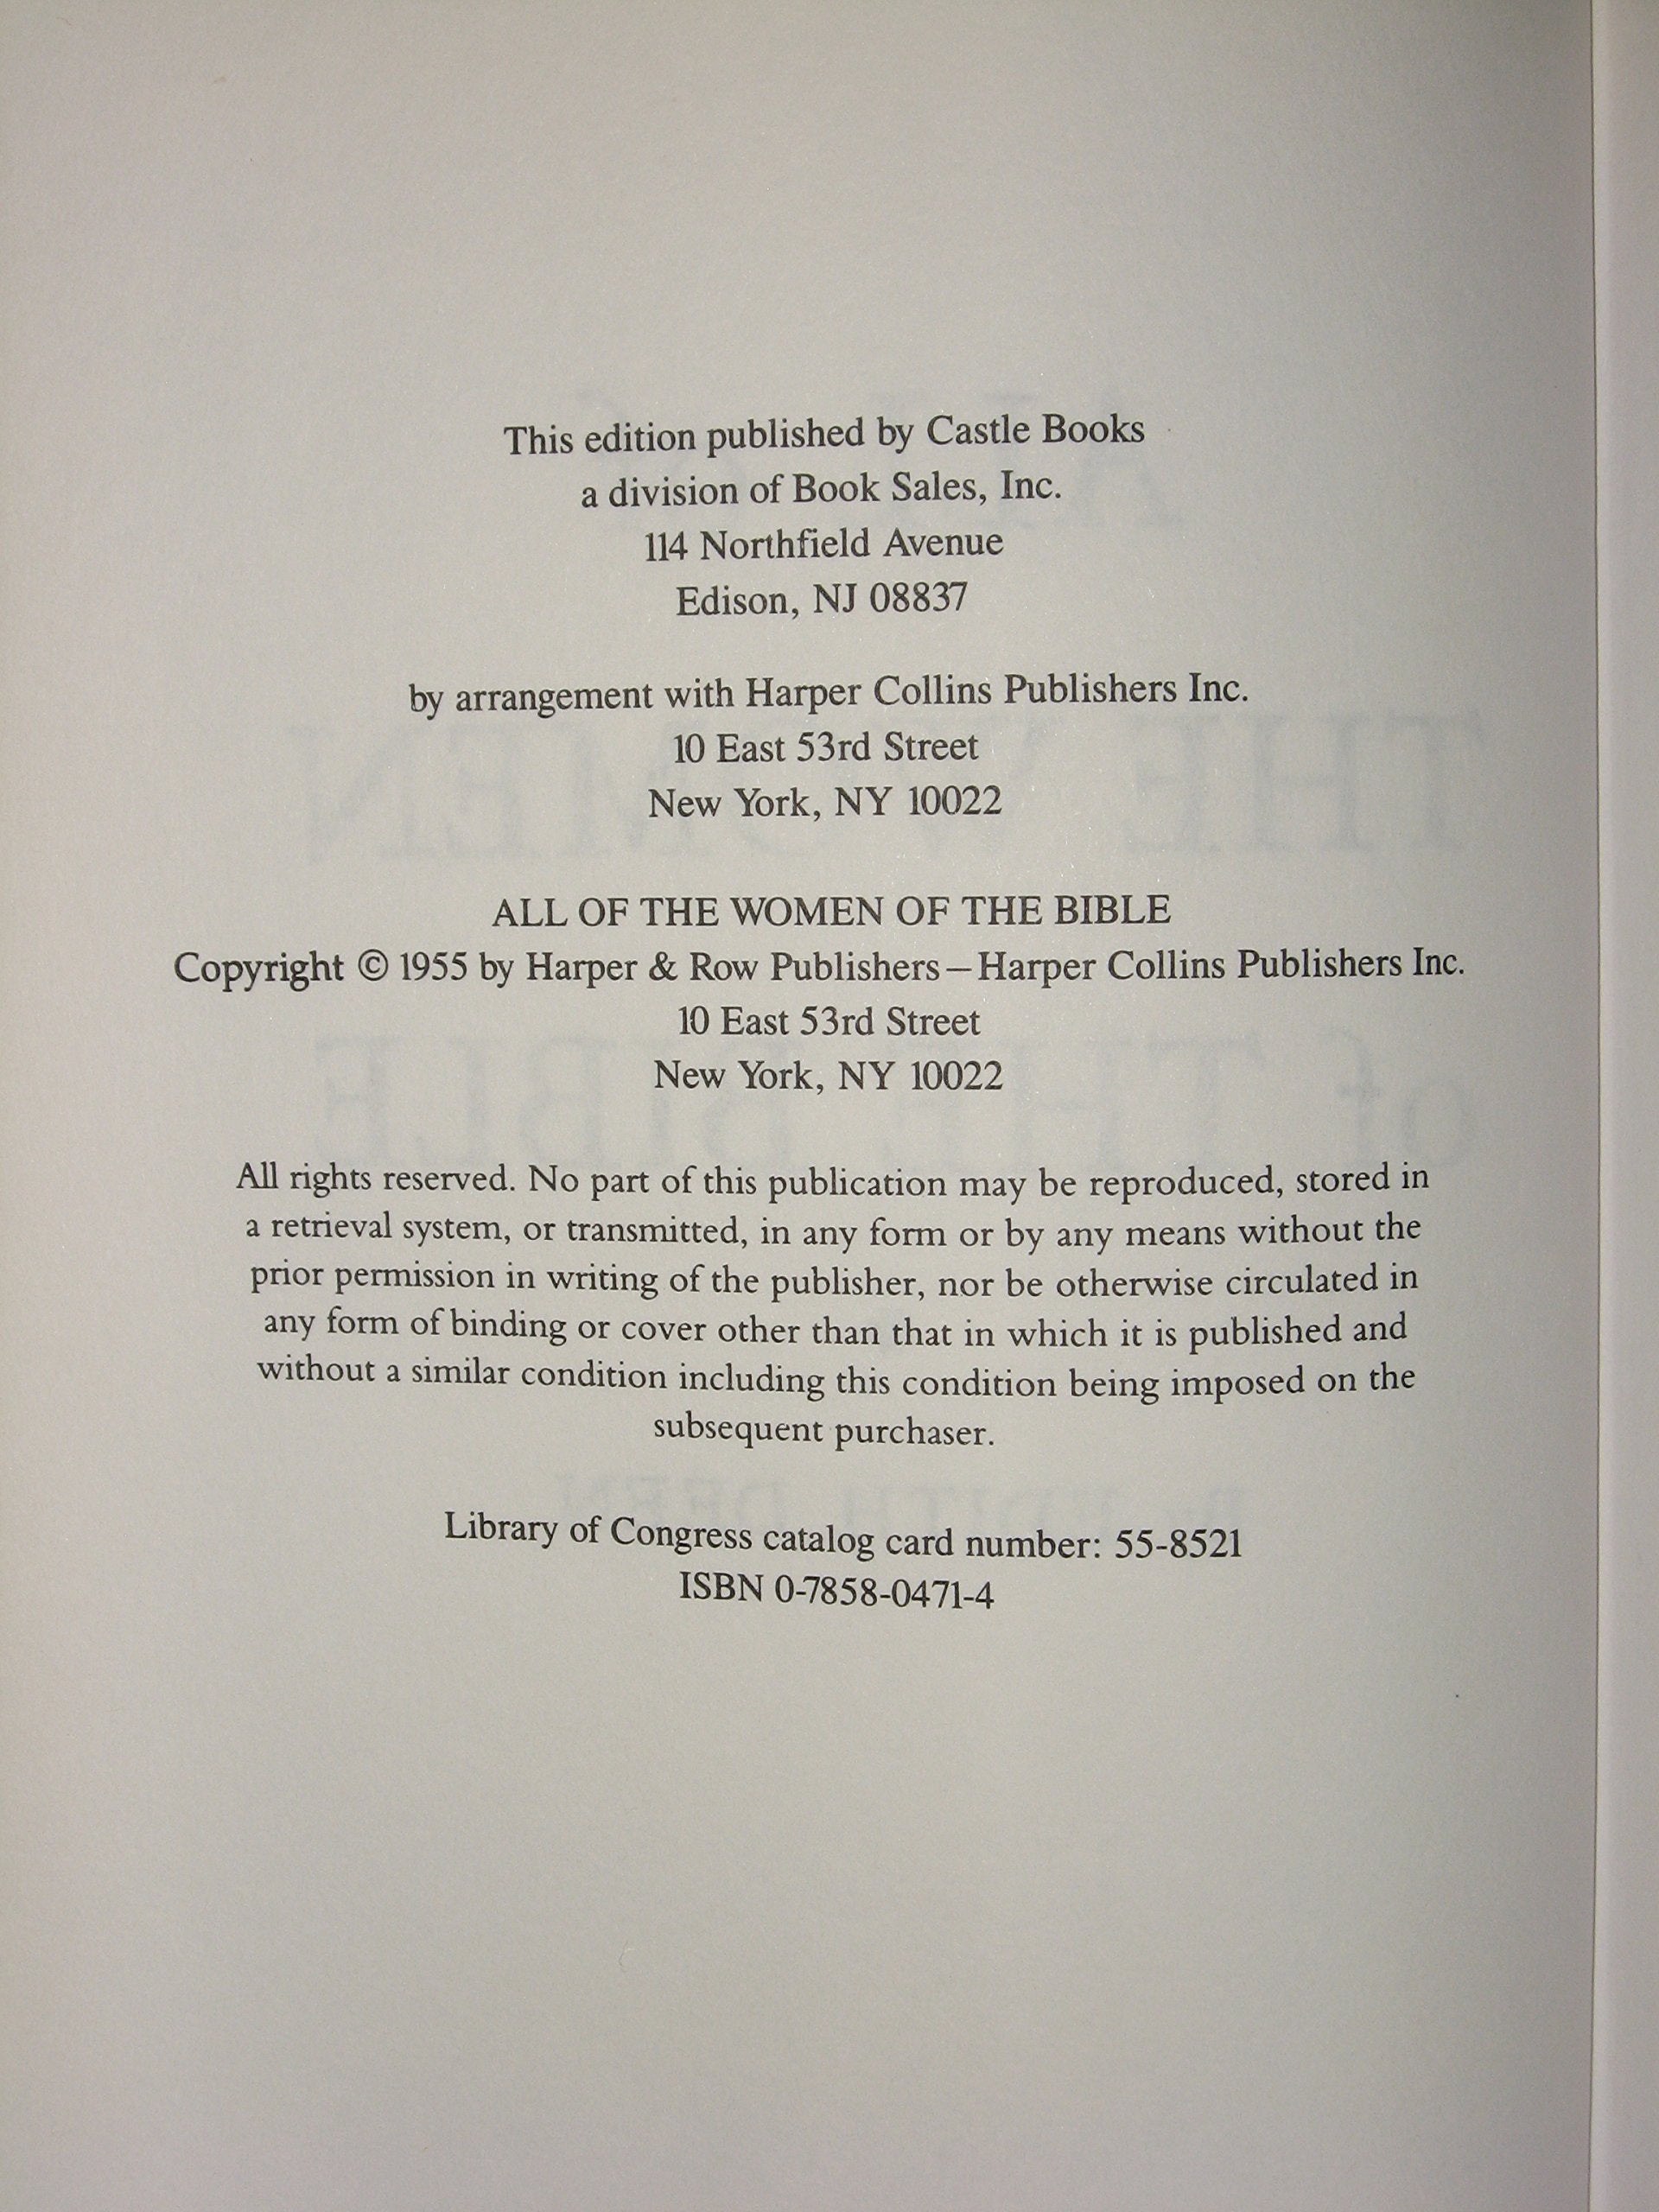 This edition published by Castle Books
a division of Book Sales, Inc.
114 Northfield Avenue
Edison, NJ 08837
by arrangement with Harper Collins Publishers Inc.
10 East 53rd Street
New York, NY 10022
ALL OF THE WOMEN OF THE BIBLE
Copyright © 1955 by Harper & Row Publishers—Harper Collins Publishers Inc.
10 East 53rd Street
New York, NY 10022
All rights reserved. No part of this publication may be reproduced, stored in
a retrieval system, or transmitted, in any form or by any means without the
prior permission in writing of the publisher, nor be otherwise circulated in
any form of binding or cover other than that in which it is published and
without a similar condition including this condition being imposed on the
subsequent purchaser.
Library of Congress catalog card number: 55-8521
ISBN 0-7858-0471-4